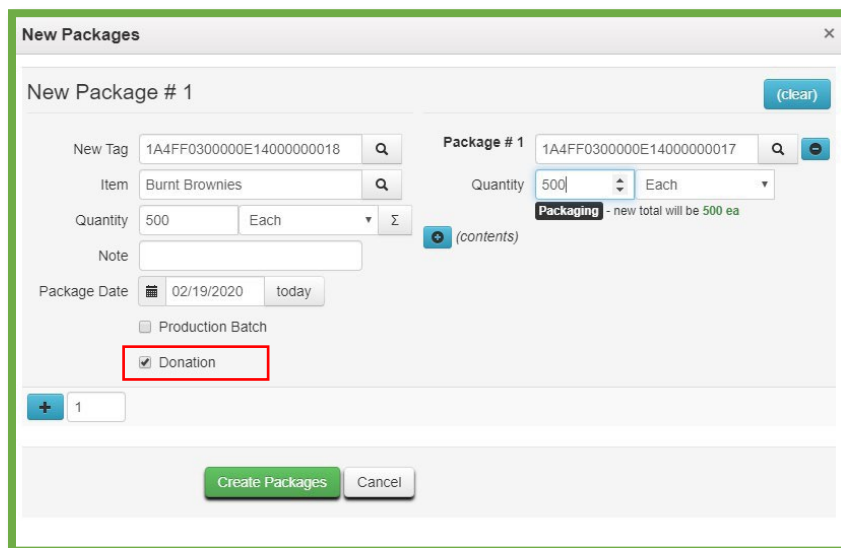 New Packages ×
New Package # 1
(clear)
New Tag 1A4FF0300000E14000000018
Item Burnt Brownies
Quantity 500 Each Σ
Note
Package Date 02/19/2020 today
Production Batch
Donation
Package # 1 1A4FF0300000E14000000017
Quantity 500 Each
Packaging - new total will be 500 ea
(contents)
1
Create Packages Cancel